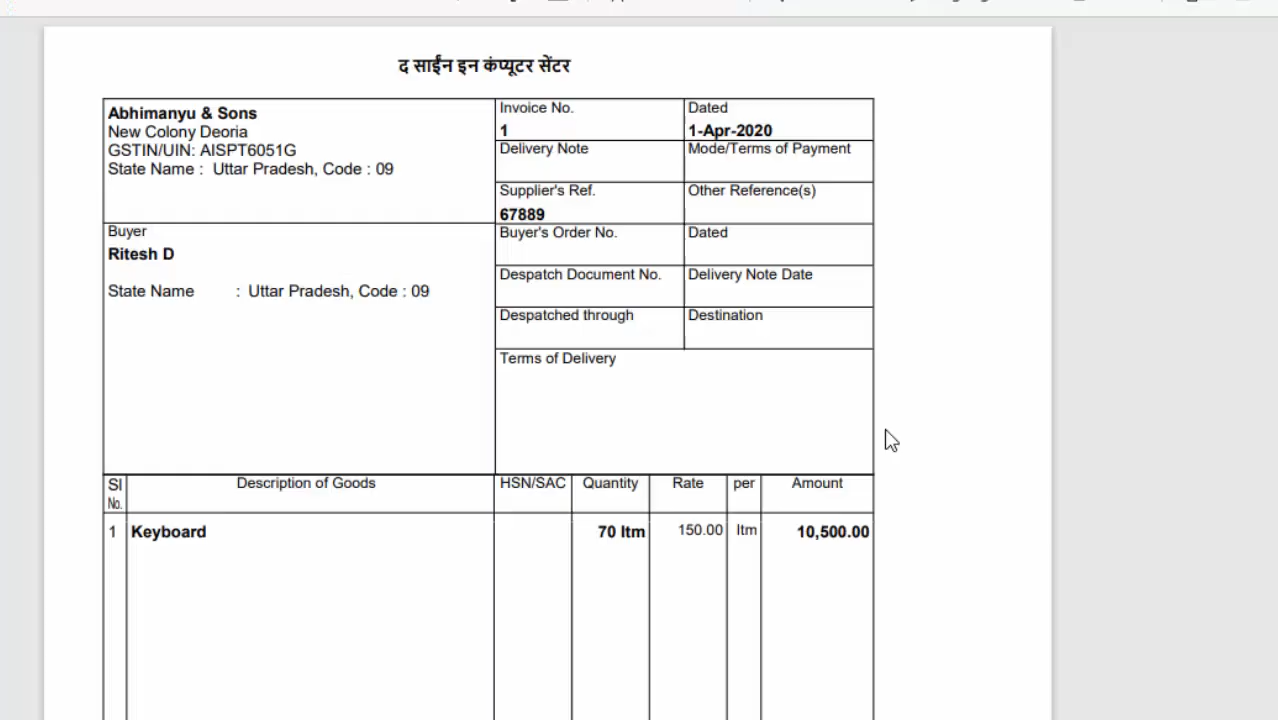 द साईंन इन कंप्यूटर सेंटर
Abhimanyu & Sons
New Colony Deoria
GSTIN/UIN: AISPT6051G
State Name : Uttar Pradesh, Code : 09
Invoice No.
1
Dated
1-Apr-2020
Delivery Note
Mode/Terms of Payment
Supplier's Ref.
67889
Other Reference(s)
Buyer
Ritesh D
State Name : Uttar Pradesh, Code : 09
Buyer's Order No.
Dated
Despatch Document No.
Delivery Note Date
Despatched through
Destination
Terms of Delivery
Sl No. Description of Goods HSN/SAC Quantity Rate per Amount
1 Keyboard 70 Itm 150.00 Itm 10,500.00